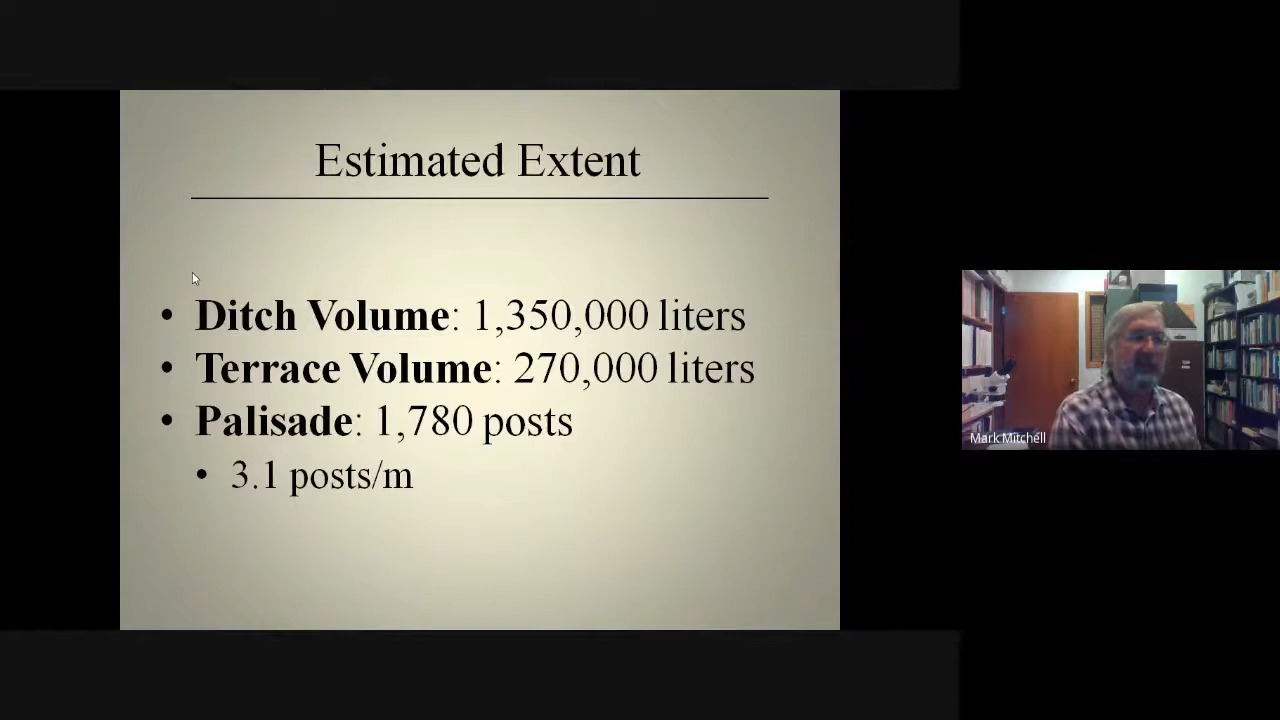 Estimated Extent
• Ditch Volume: 1,350,000 liters
• Terrace Volume: 270,000 liters
• Palisade: 1,780 posts
• 3.1 posts/m
Mark Mitchell